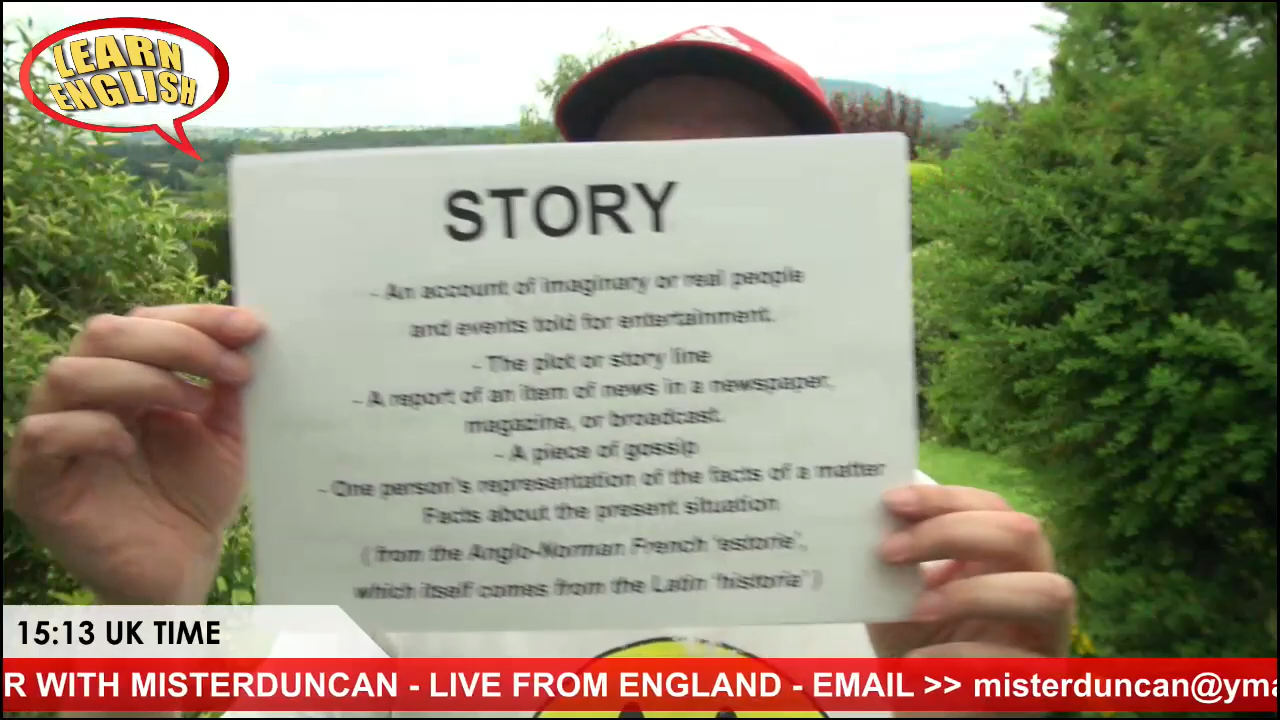 LEARN
ENGLISH
STORY
- An account of imaginary or real people
and events told for entertainment.
- The plot or story line
- A report of an item of news in a newspaper,
magazine, or broadcast.
- A piece of gossip
- One person's representation of the facts of a matter
Facts about the present situation
( from the Anglo-Norman French 'estorie',
which itself comes from the Latin 'historia' )
15:13 UK TIME
R WITH MISTERDUNCAN - LIVE FROM ENGLAND - EMAIL >> misterduncan@yma